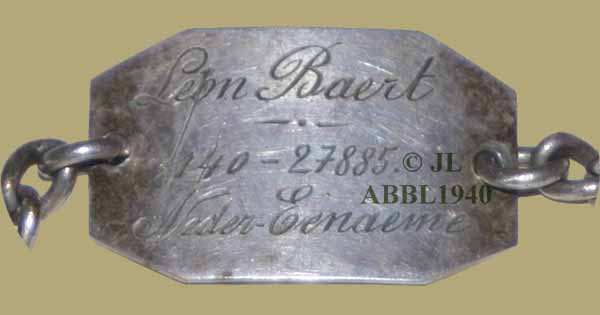 Léon Baert
140-27885.
© JL
ABBL1940
Neder-Eenaeme